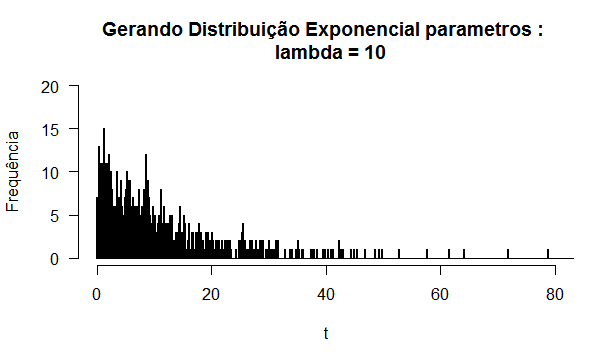 Gerando Distribuição Exponencial parametros :
lambda = 10
Frequência
20
15
10
5
0
0 20 40 60 80
t